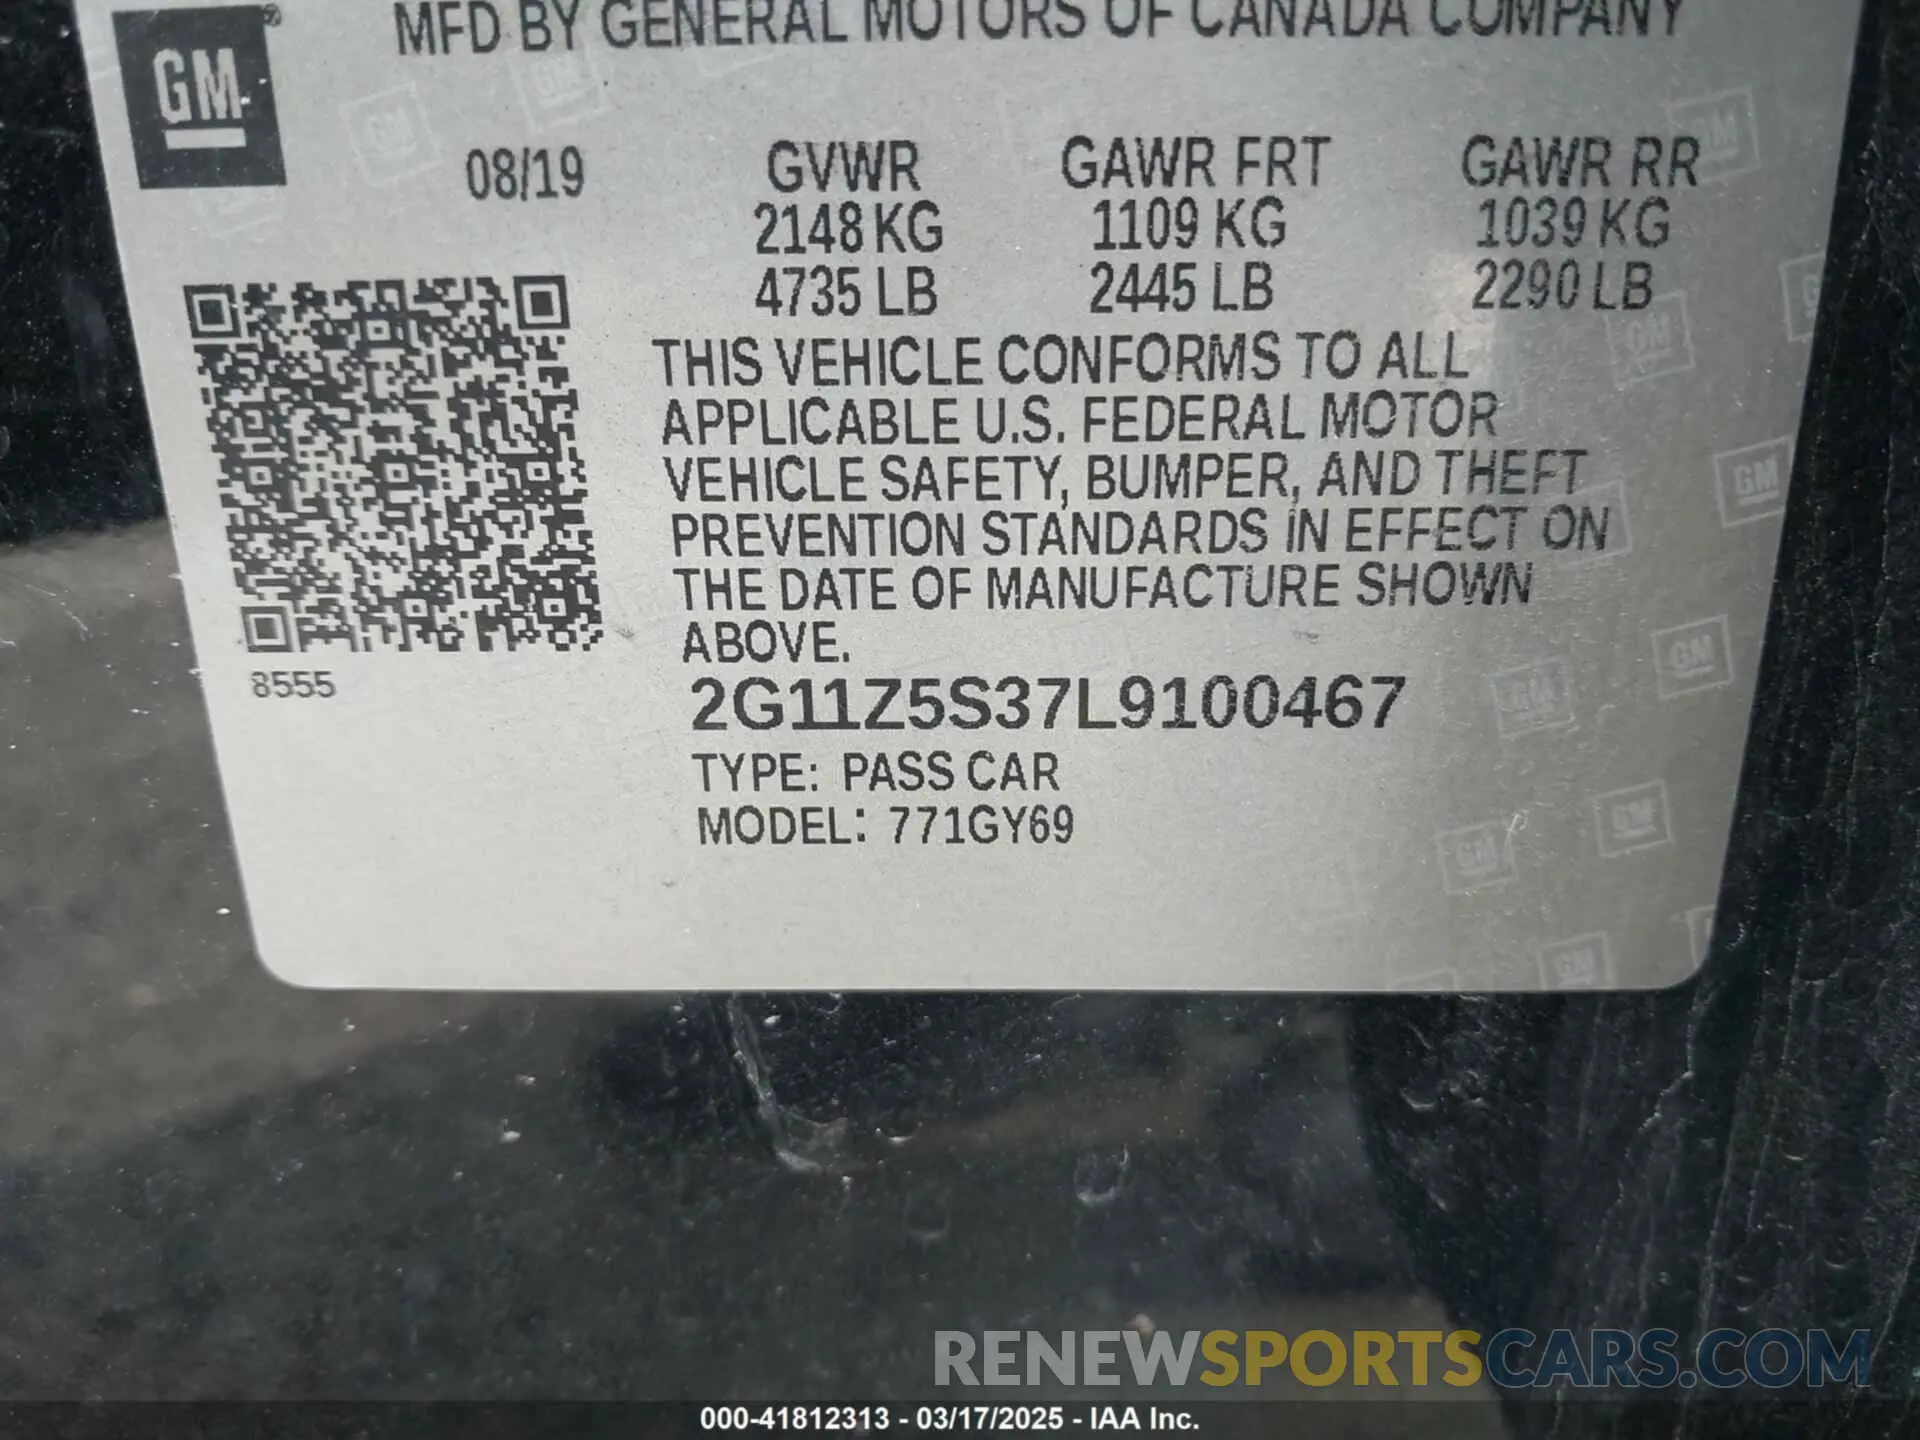 MFD BY GENERAL MOTORS OF CANADA COMPANY
GM
08/19 GVWR GAWR FRT GAWR RR
2148 KG 1109 KG 1039 KG
4735 LB 2445 LB 2290 LB
THIS VEHICLE CONFORMS TO ALL
APPLICABLE U.S. FEDERAL MOTOR
VEHICLE SAFETY, BUMPER, AND THEFT
PREVENTION STANDARDS IN EFFECT ON
THE DATE OF MANUFACTURE SHOWN
ABOVE.
8555
2G11Z5S37L9100467
TYPE: PASS CAR
MODEL: 771GY69
RENEWSPORTSCARS.COM
000-41812313 - 03/17/2025 - IAA Inc.